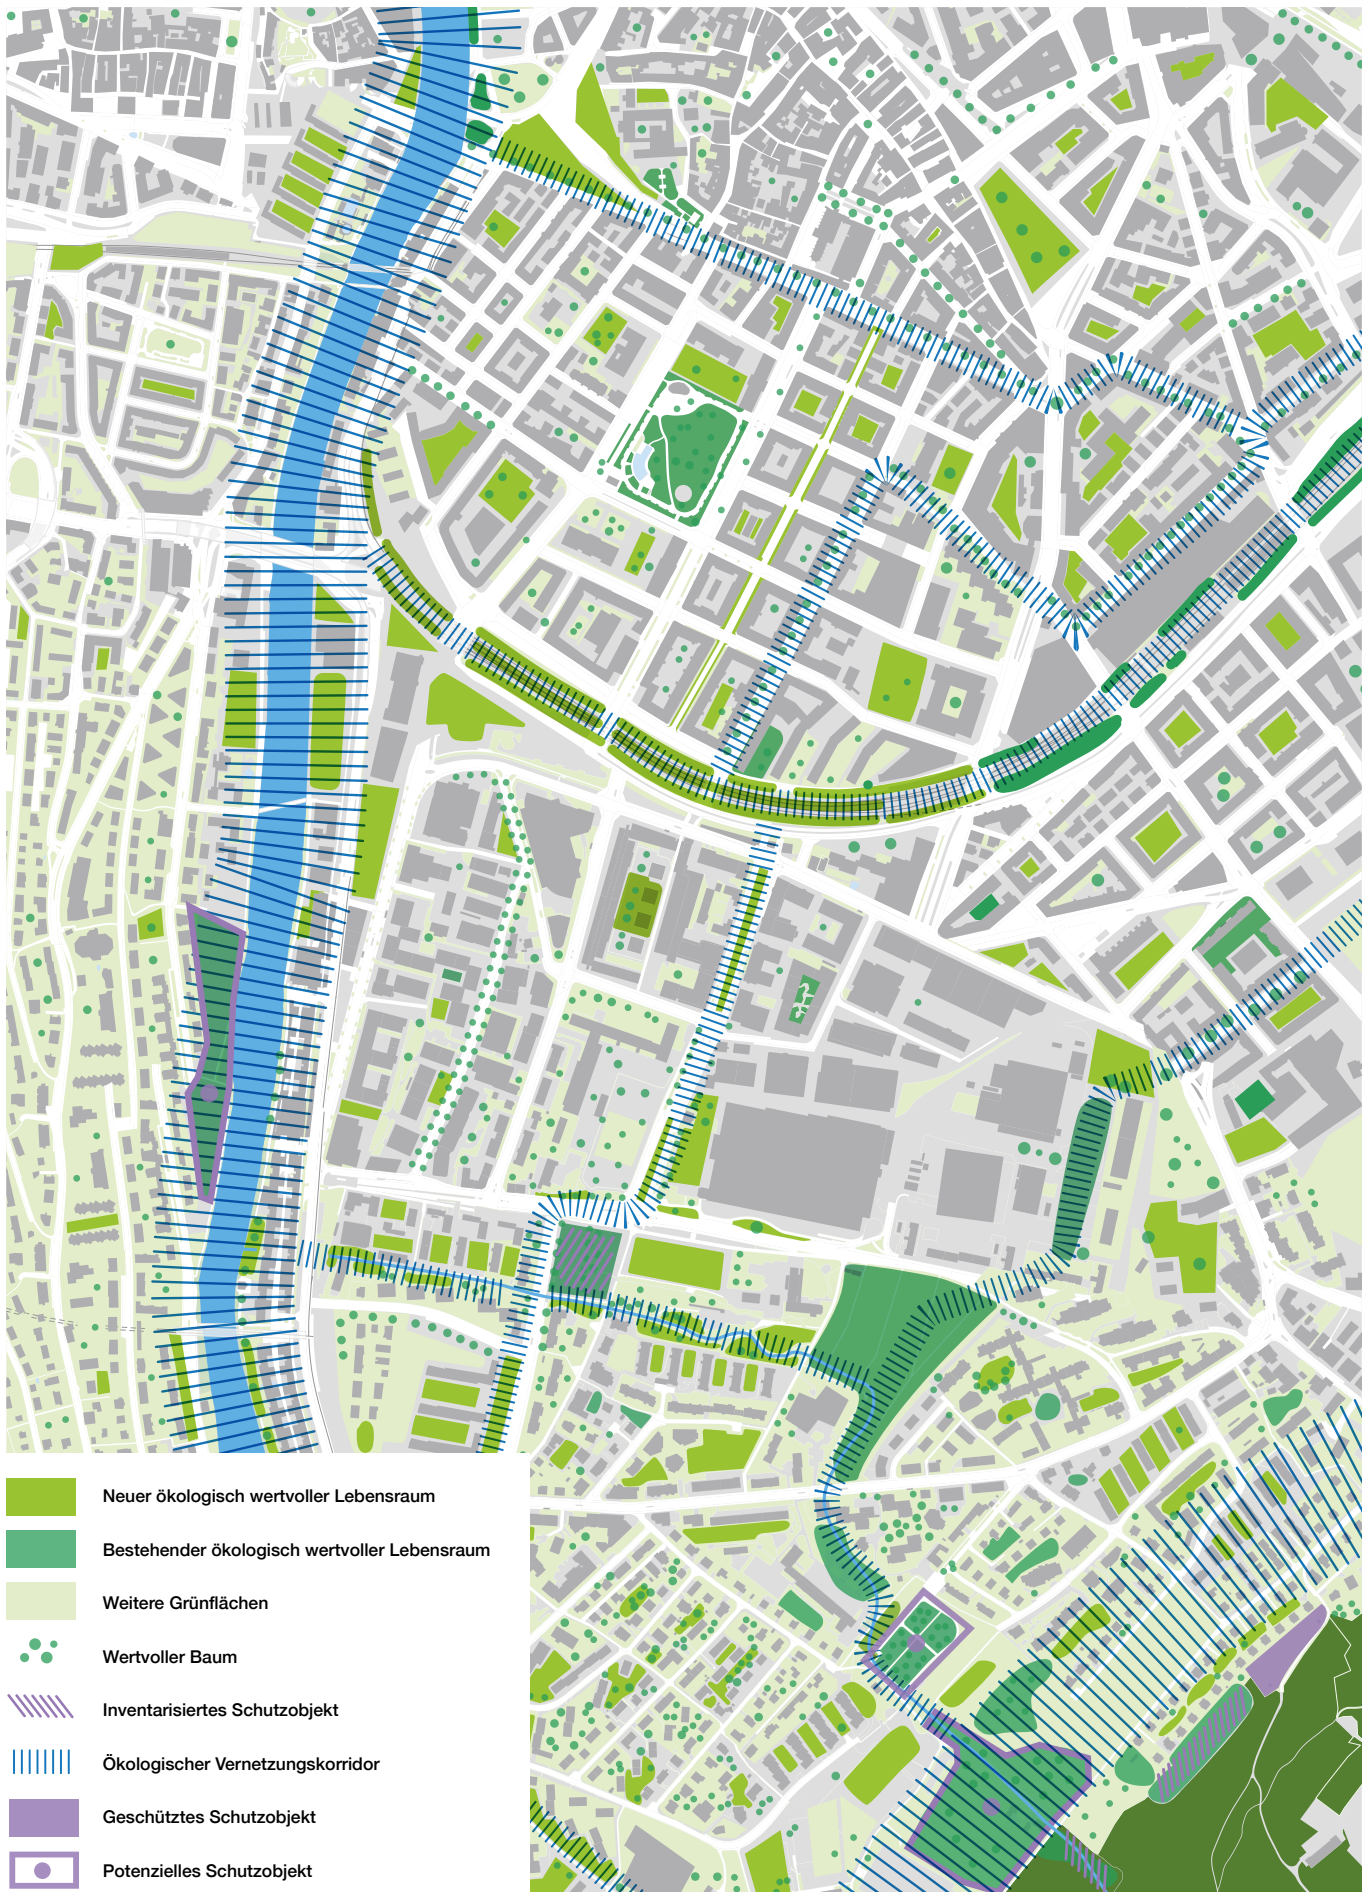 Neuer ökologisch wertvoller Lebensraum
Bestehender ökologisch wertvoller Lebensraum
Weitere Grünflächen
Wertvoller Baum
Inventarisiertes Schutzobjekt
Ökologischer Vernetzungskorridor
Geschütztes Schutzobjekt
Potenzielles Schutzobjekt